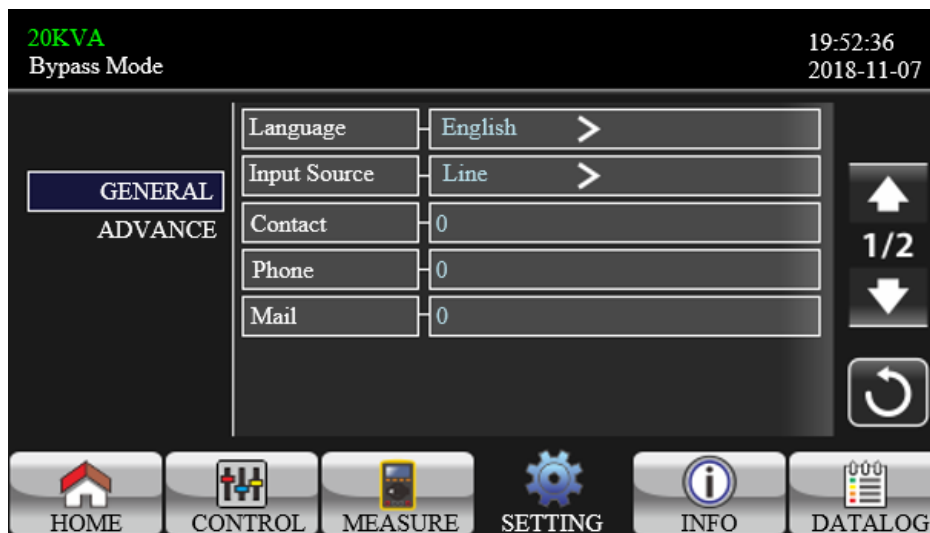 20KVA
Bypass Mode
19:52:36
2018-11-07
GENERAL
ADVANCE
Language English >
Input Source Line >
Contact 0
Phone 0
Mail 0
1/2
HOME CONTROL MEASURE SETTING INFO DATALOG